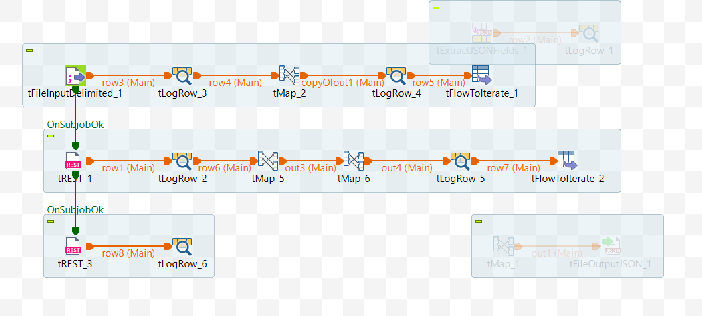 row2 (Main)
tExtractJSONFields_1
tLogRow_1
row3 (Main)
row4 (Main)
copyOfout1 (Main)
row5 (Main)
tFileInputDelimited_1
tLogRow_3
tMap_2
tLogRow_4
tFlowToIterate_1
OnSubjobOk
row1 (Main)
row6 (Main)
out3 (Main)
out4 (Main)
row7 (Main)
tREST_1
tLogRow_2
tMap_5
tMap_6
tLogRow_5
tFlowToIterate_2
OnSubjobOk
row8 (Main)
out1 (Main)
tREST_3
tLogRow_6
tMap_1
tFileOutputJSON_1